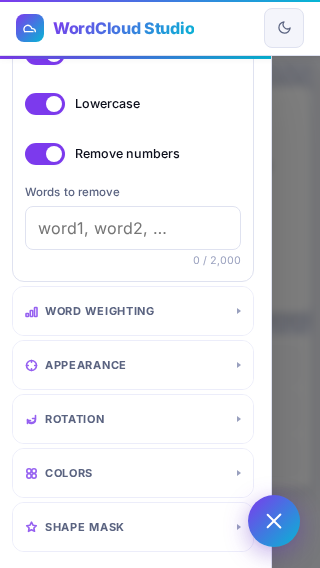 WordCloud Studio
Lowercase
Remove numbers
Words to remove
word1, word2, ...
0 / 2,000
WORD WEIGHTING
APPEARANCE
ROTATION
COLORS
SHAPE MASK